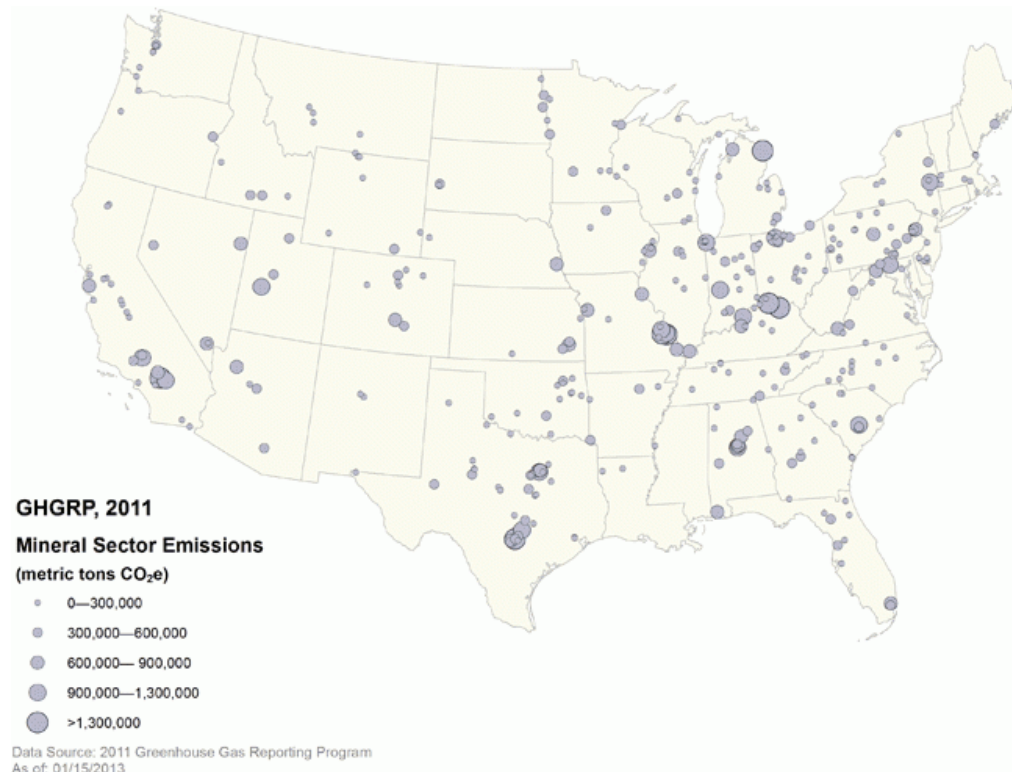 GHGRP, 2011
Mineral Sector Emissions
(metric tons CO₂e)
0—300,000
300,000—600,000
600,000— 900,000
900,000—1,300,000
>1,300,000
Data Source: 2011 Greenhouse Gas Reporting Program
As of: 01/15/2013